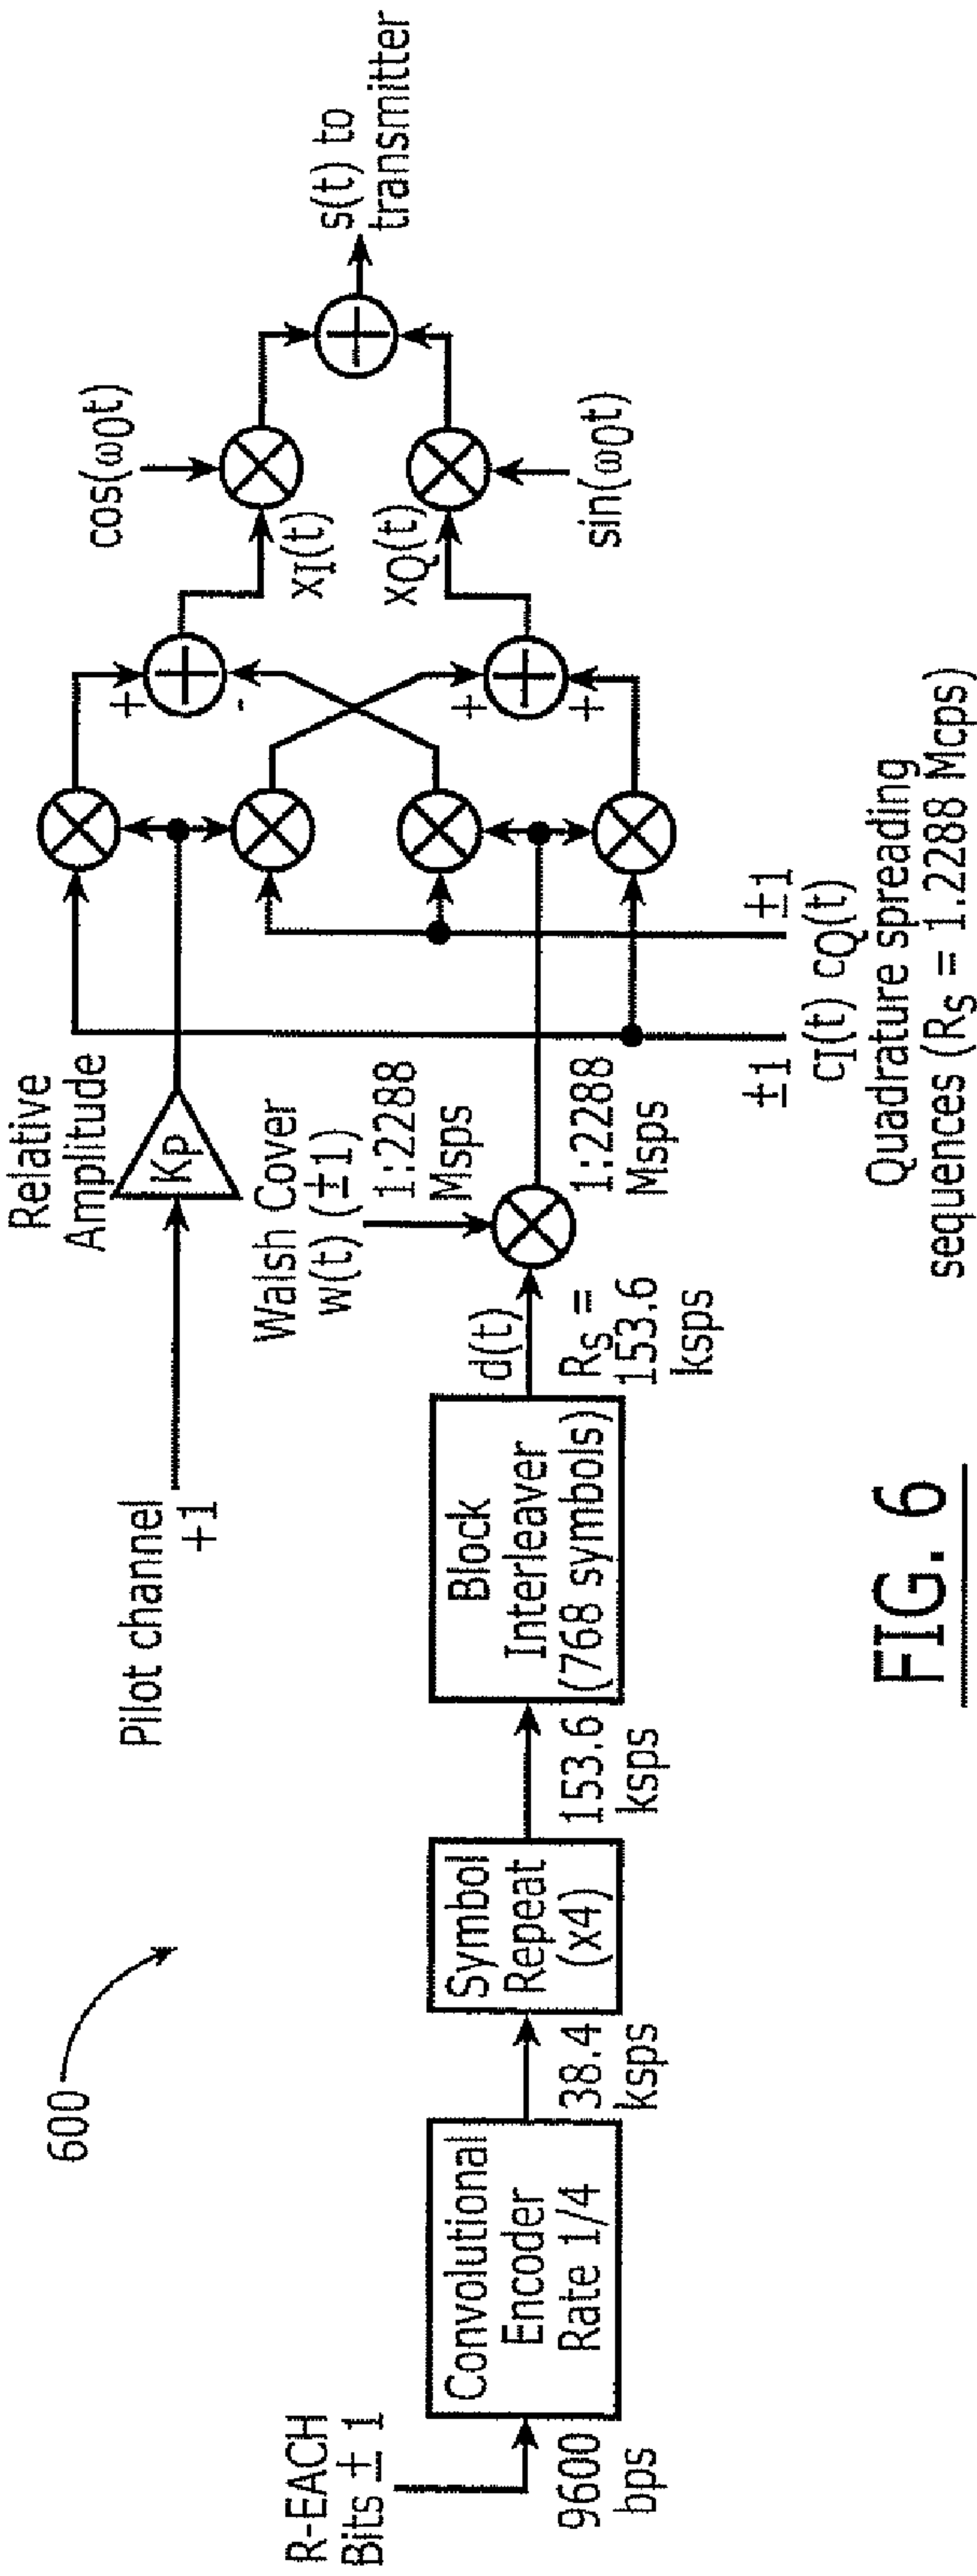 600
Pilot channel
+1
Relative
Amplitude
KP
cos(ω0t)
s(t) to
transmitter
xI(t)
xQ(t)
sin(ω0t)
+
-
+
+
Walsh Cover
w(t) (±1)
1:2288
Msps
R-EACH
Bits ± 1
9600
bps
Convolutional
Encoder
Rate 1/4
38.4
ksps
Symbol
Repeat
(x4)
153.6
ksps
Block
Interleaver
(768 symbols)
d(t)
Rs =
153.6
ksps
1:2288
Msps
±1
±1
cI(t) cQ(t)
Quadrature spreading
sequences (Rs = 1.2288 Mcps)
FIG. 6